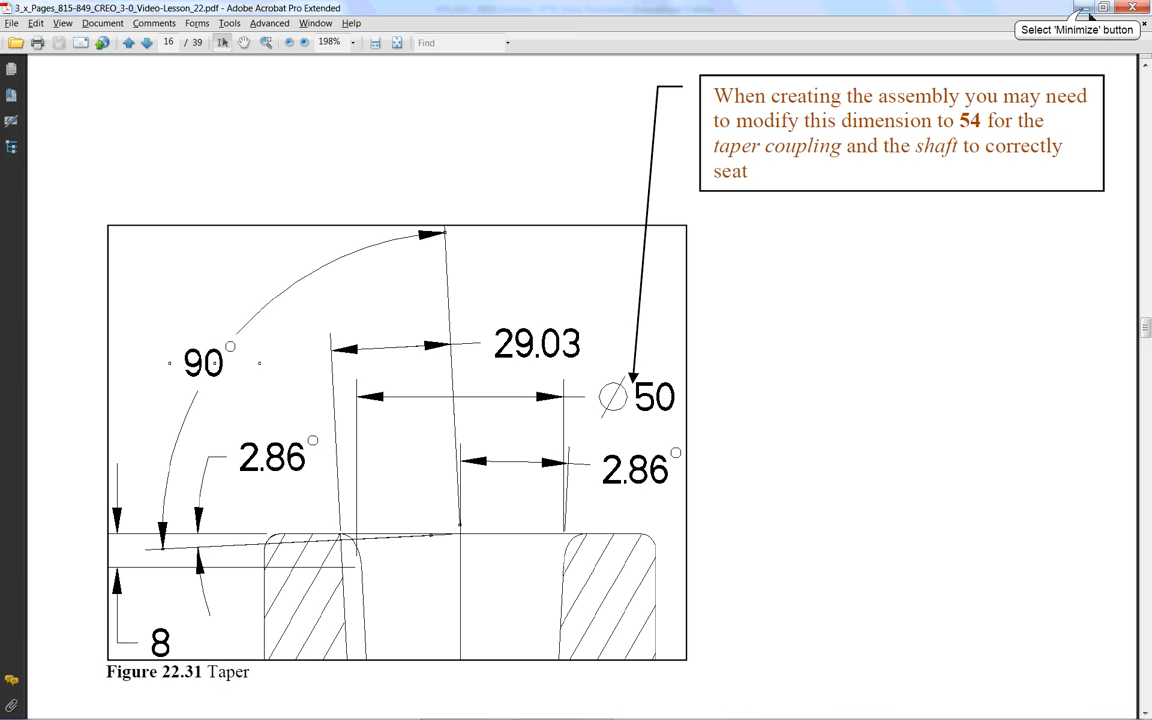 3_x_Pages_815-849_CREO_3-0_Video-Lesson_22.pdf - Adobe Acrobat Pro Extended
File Edit View Document Comments Forms Tools Advanced Window Help
Select 'Minimize' button
16 / 39 198% Find
When creating the assembly you may need
to modify this dimension to 54 for the
taper coupling and the shaft to correctly
seat
29.03
90°
Ø50
2.86°
2.86°
8
Figure 22.31 Taper